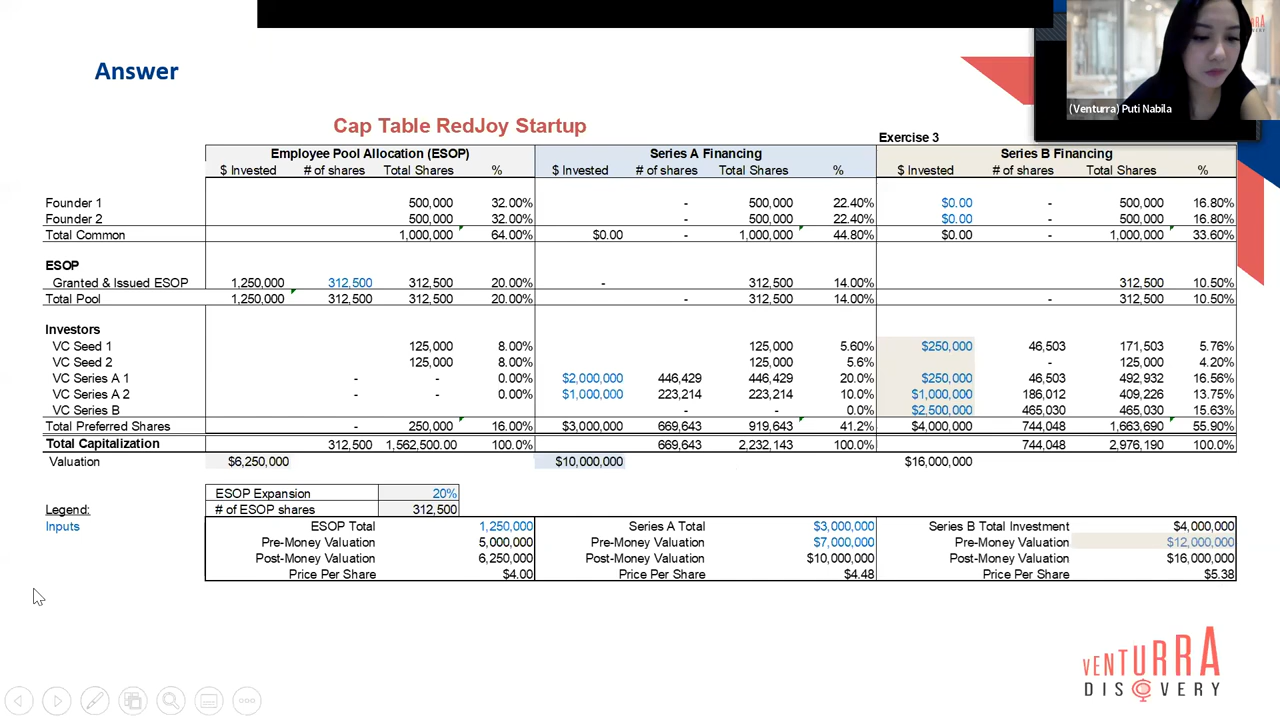 Answer
(Venturra) Puti Nabila
Cap Table RedJoy Startup
Exercise 3
Employee Pool Allocation (ESOP) Series A Financing Series B Financing
$ Invested # of shares Total Shares % $ Invested # of shares Total Shares % $ Invested # of shares Total Shares %
Founder 1 500,000 32.00% - 500,000 22.40% $0.00 - 500,000 16.80%
Founder 2 500,000 32.00% - 500,000 22.40% $0.00 - 500,000 16.80%
Total Common 1,000,000 64.00% $0.00 - 1,000,000 44.80% $0.00 - 1,000,000 33.60%
ESOP
Granted & Issued ESOP 1,250,000 312,500 312,500 20.00% - 312,500 14.00% 312,500 10.50%
Total Pool 1,250,000 312,500 312,500 20.00% - 312,500 14.00% - 312,500 10.50%
Investors
VC Seed 1 125,000 8.00% 125,000 5.60% $250,000 46,503 171,503 5.76%
VC Seed 2 125,000 8.00% 125,000 5.6% - 125,000 4.20%
VC Series A 1 - - 0.00% $2,000,000 446,429 446,429 20.0% $250,000 46,503 492,932 16.56%
VC Series A 2 - - 0.00% $1,000,000 223,214 223,214 10.0% $1,000,000 186,012 409,226 13.75%
VC Series B - - 0.0% $2,500,000 465,030 465,030 15.63%
Total Preferred Shares - 250,000 16.00% $3,000,000 669,643 919,643 41.2% $4,000,000 744,048 1,663,690 55.90%
Total Capitalization 312,500 1,562,500.00 100.0% 669,643 2,232,143 100.0% 744,048 2,976,190 100.0%
Valuation $6,250,000 $10,000,000 $16,000,000
ESOP Expansion 20%
Legend: # of ESOP shares 312,500
Inputs ESOP Total 1,250,000 Series A Total $3,000,000 Series B Total Investment $4,000,000
Pre-Money Valuation 5,000,000 Pre-Money Valuation $7,000,000 Pre-Money Valuation $12,000,000
Post-Money Valuation 6,250,000 Post-Money Valuation $10,000,000 Post-Money Valuation $16,000,000
Price Per Share $4.00 Price Per Share $4.48 Price Per Share $5.38
VENTURRA
DISCOVERY